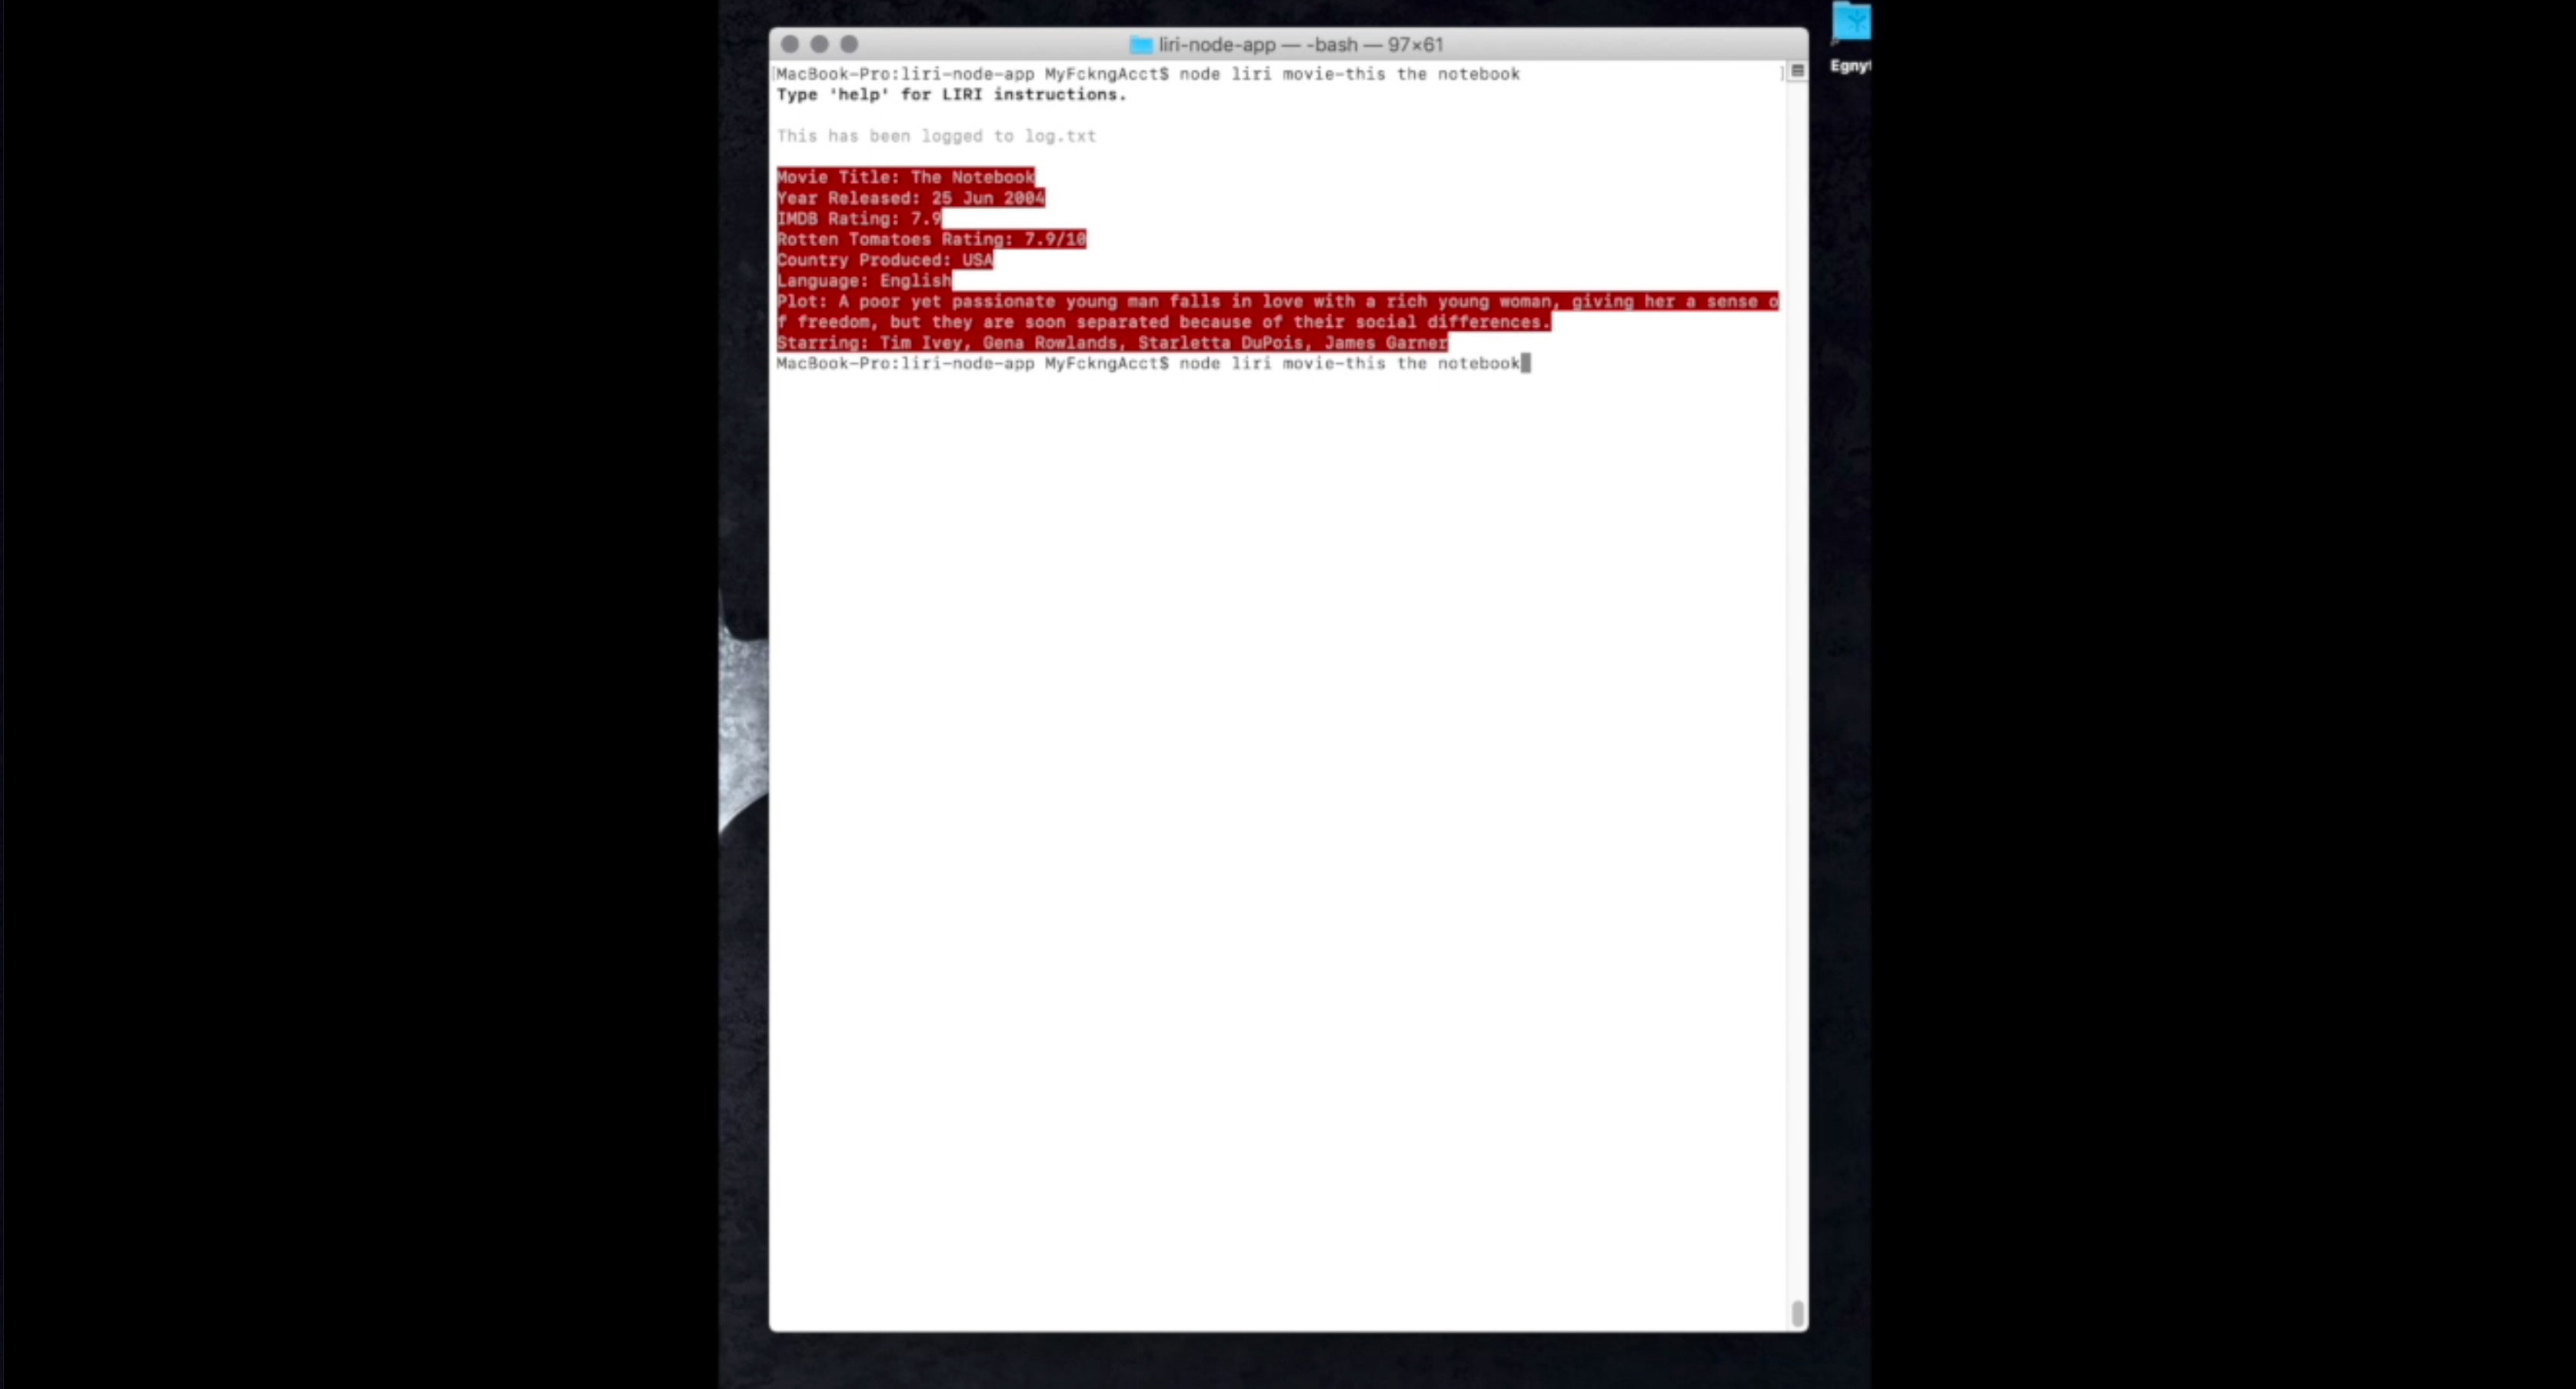 liri-node-app — -bash — 97×61
MacBook-Pro:liri-node-app MyFckngAcct$ node liri movie-this the notebook
Type 'help' for LIRI instructions.
This has been logged to log.txt
Movie Title: The Notebook
Year Released: 25 Jun 2004
IMDB Rating: 7.9
Rotten Tomatoes Rating: 7.9/10
Country Produced: USA
Language: English
Plot: A poor yet passionate young man falls in love with a rich young woman, giving her a sense o
f freedom, but they are soon separated because of their social differences.
Starring: Tim Ivey, Gena Rowlands, Starletta DuPois, James Garner
MacBook-Pro:liri-node-app MyFckngAcct$ node liri movie-this the notebook